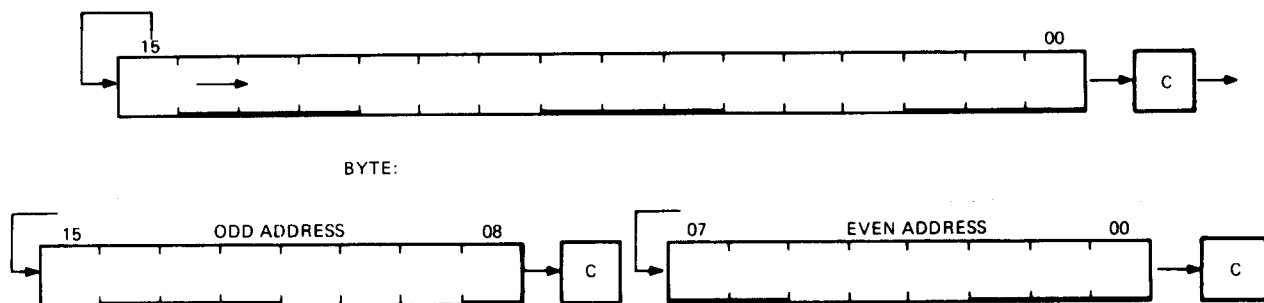 15 00
C
BYTE:
15 ODD ADDRESS 08
C
07 EVEN ADDRESS 00
C